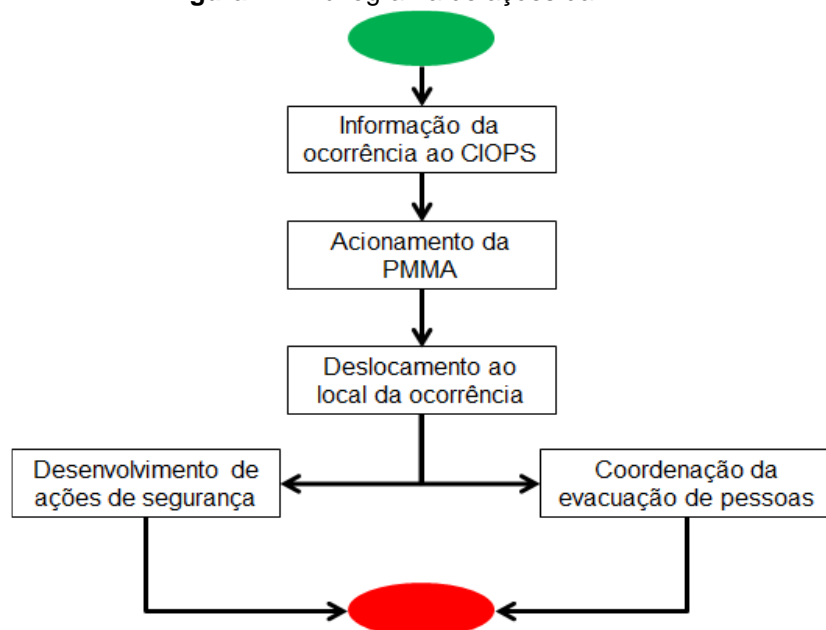 Informação da
ocorrência ao CIOPS
Acionamento da
PMMA
Deslocamento ao
local da ocorrência
Desenvolvimento de
ações de segurança
Coordenação da
evacuação de pessoas